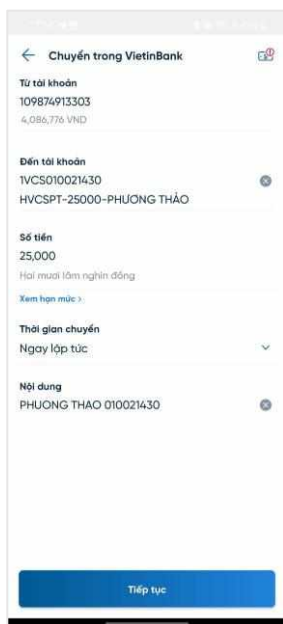 Chuyển trong VietinBank
Từ tài khoản
109874913303
4,086,776 VND
Đến tài khoản
1VCS010021430
HVCSPT-25000-PHƯƠNG THẢO
Số tiền
25,000
Hai mươi lăm nghìn đồng
Xem hạn mức >
Thời gian chuyển
Ngay lập tức
Nội dung
PHUONG THAO 010021430
Tiếp tục